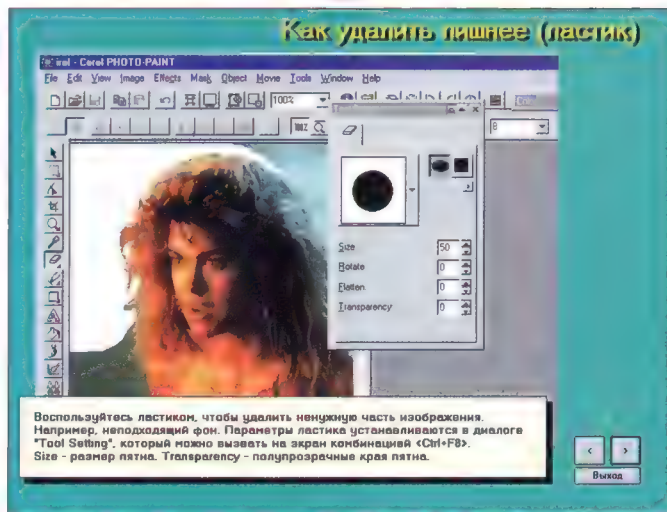 Как удалить лишнее (ластик)
irel - Corel PHOTO-PAINT
File Edit View Image Effects Mask Object Movie Tools Window Help
100%
8
Size 50
Rotate 0
Flatten 0
Transparency 0
Воспользуйтесь ластиком, чтобы удалить ненужную часть изображения.
Например, неподходящий фон. Параметры ластика устанавливаются в диалоге
"Tool Setting", который можно вызвать на экран комбинацией <Ctrl+F8>.
Size - размер пятна. Transparency - полупрозрачные края пятна.
< >
Выход